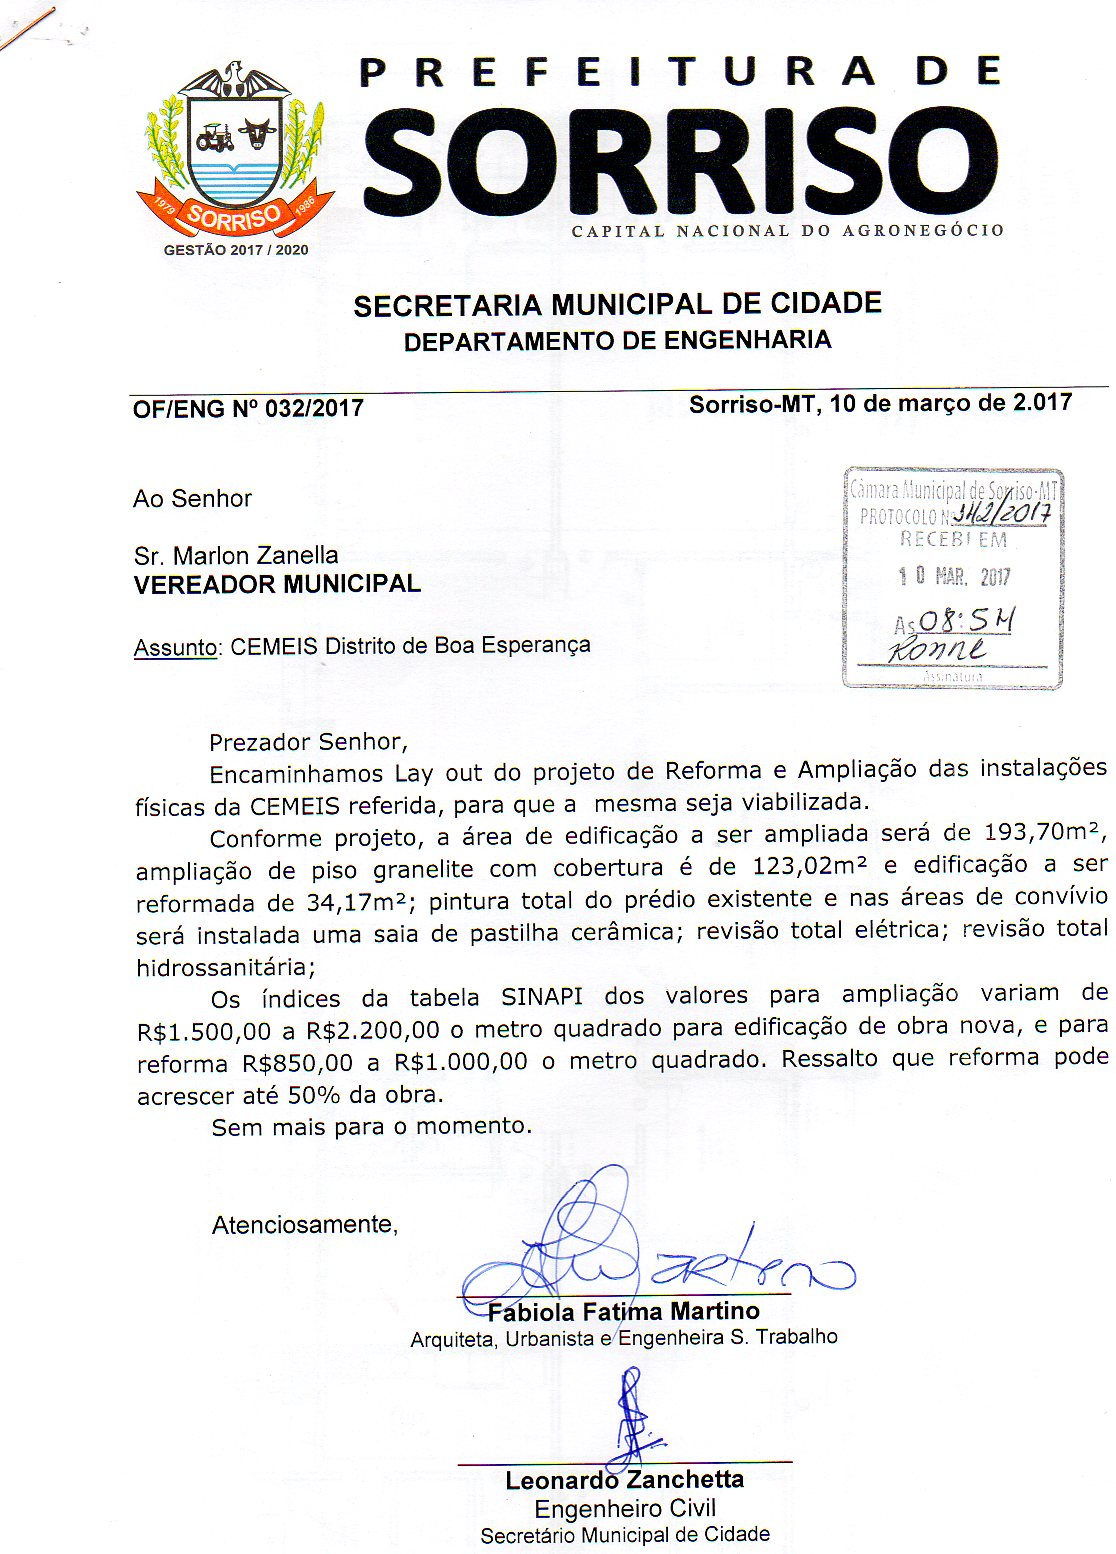 PREFEITURA DE
SORRISO
CAPITAL NACIONAL DO AGRONEGÓCIO
1979 SORRISO 1986
GESTÃO 2017 / 2020
SECRETARIA MUNICIPAL DE CIDADE
DEPARTAMENTO DE ENGENHARIA
OF/ENG Nº 032/2017 Sorriso-MT, 10 de março de 2.017
Ao Senhor
Câmara Municipal de Sorriso-MT
PROTOCOLO Nº 342/2017
RECEBI EM
10 MAR. 2017
As 08:54
Ronne
Assinatura
Sr. Marlon Zanella
VEREADOR MUNICIPAL
Assunto: CEMEIS Distrito de Boa Esperança
Prezador Senhor,
Encaminhamos Lay out do projeto de Reforma e Ampliação das instalações
físicas da CEMEIS referida, para que a mesma seja viabilizada.
Conforme projeto, a área de edificação a ser ampliada será de 193,70m²,
ampliação de piso granelite com cobertura é de 123,02m² e edificação a ser
reformada de 34,17m²; pintura total do prédio existente e nas áreas de convívio
será instalada uma saia de pastilha cerâmica; revisão total elétrica; revisão total
hidrossanitária;
Os índices da tabela SINAPI dos valores para ampliação variam de
R$1.500,00 a R$2.200,00 o metro quadrado para edificação de obra nova, e para
reforma R$850,00 a R$1.000,00 o metro quadrado. Ressalto que reforma pode
acrescer até 50% da obra.
Sem mais para o momento.
Atenciosamente,
Fabiola Fatima Martino
Arquiteta, Urbanista e Engenheira S. Trabalho
Leonardo Zanchetta
Engenheiro Civil
Secretário Municipal de Cidade